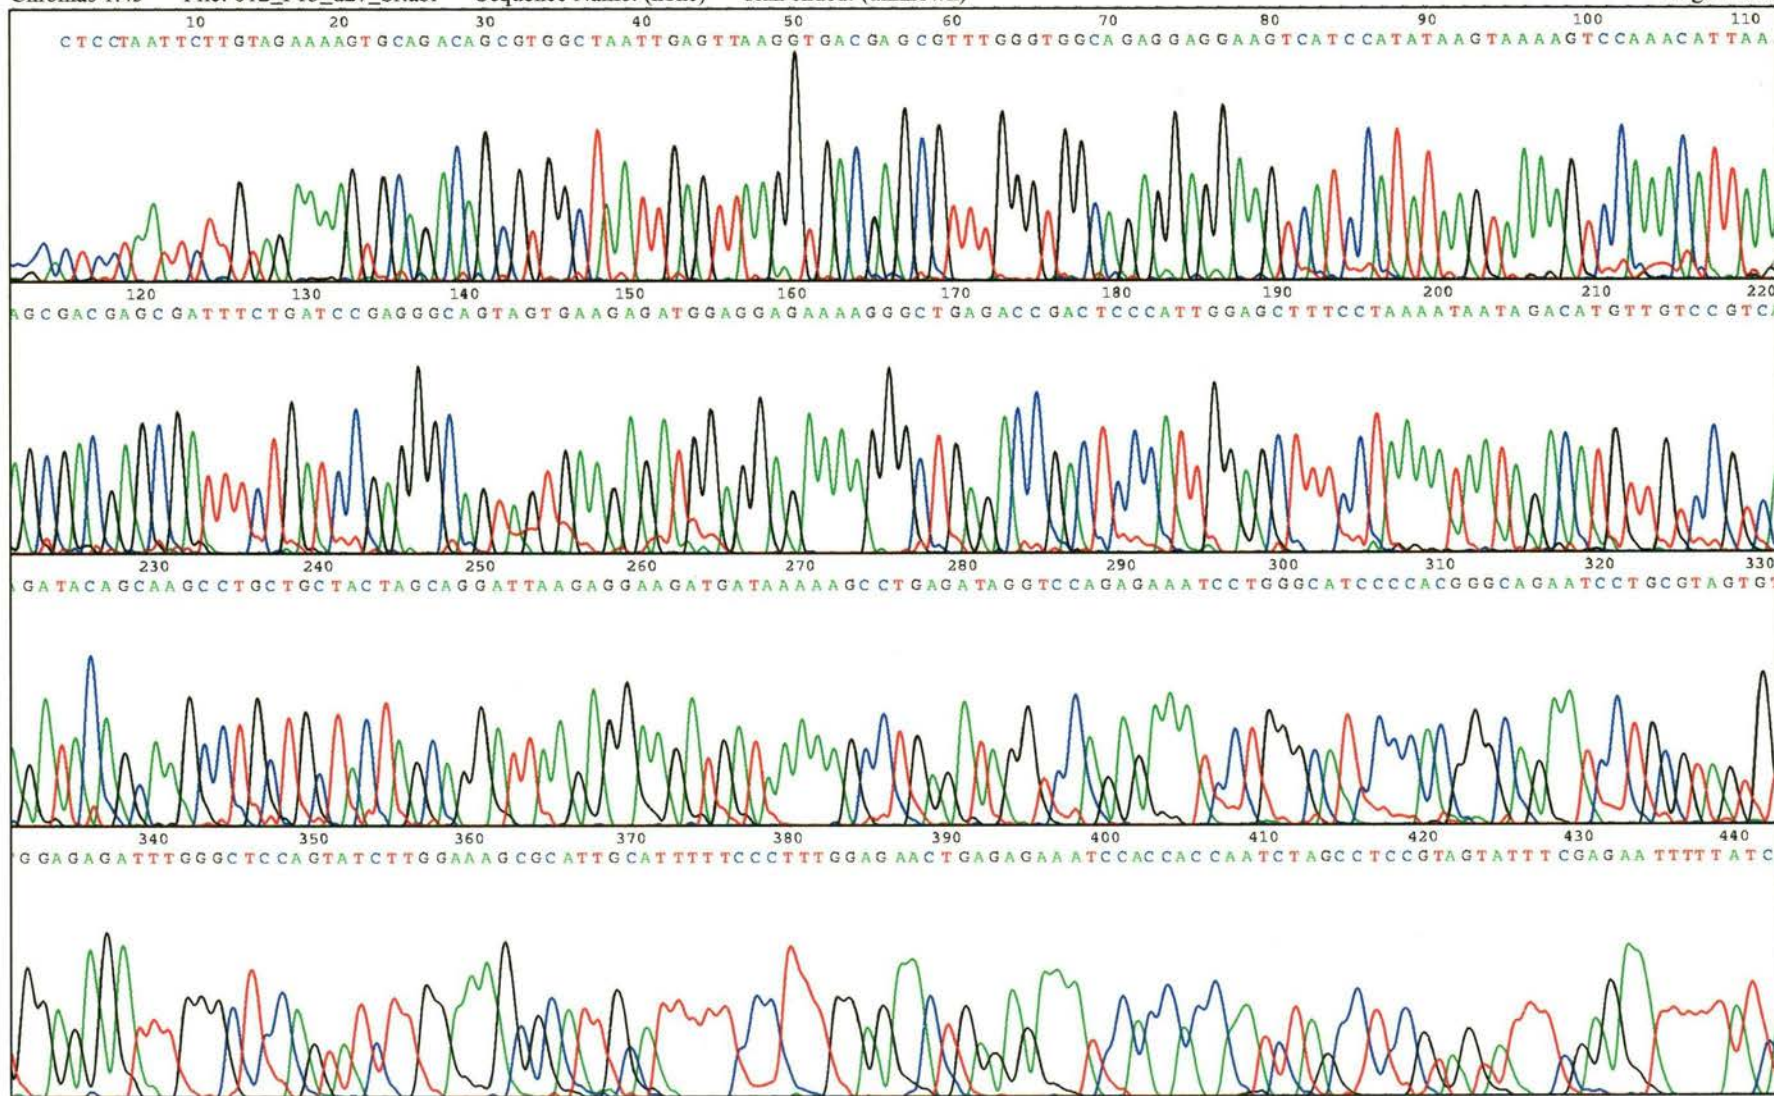 10 20 30 40 50 60 70 80 90 100 110
CTCCTAATTCTTGTAGAAAAGTGCAGACAGCGTGGCTAATTGAGTTAAGGTGACGAGCGTTTGGGTGGCAGAGGAGGAAGTCATCCATATAAGTAAAAGTCCAAACATTAA
120 130 140 150 160 170 180 190 200 210 220
AGCGACGAGCGATTTCTGATCCGAGGGCAGTAGTGAAGAGATGGAGGAGAAAAGGGCTGAGACCGACTCCCATTGGAGCTTTCCTAAAATAATAGACATGTTGTCCGTCA
230 240 250 260 270 280 290 300 310 320 330
GATACAGCAAGCCTGCTGCTACTAGCAGGATTAAGAGGAAGATGATAAAAAGCCTGAGATAGGTCCAGAGAAATCCTGGGCATCCCCACGGGCAGAATCCTGCGTAGTGT
340 350 360 370 380 390 400 410 420 430 440
GGAGAGATTTGGGCTCCAGTATCTTGGAAAGCGCATTGCATTTTTCCCTTTGGAGAACTGAGAGAAATCCACCACCAATCTAGCCTCCGTAGTATTTCGAGAATTTTTATC